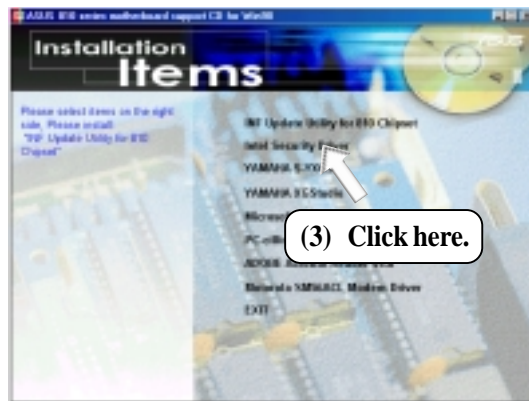 ASUS 810 series motherboard support CD for Win98
Installation
Items
Please select items on the right
side, Please install:
"INF Update Utility for 810
Chipset"
INF Update Utility for 810 Chipset
Intel Security Driver
YAMAHA
YAMAHA XGStudio
(3) Click here.
Motorola SM56 ACL Modem Driver
EXIT